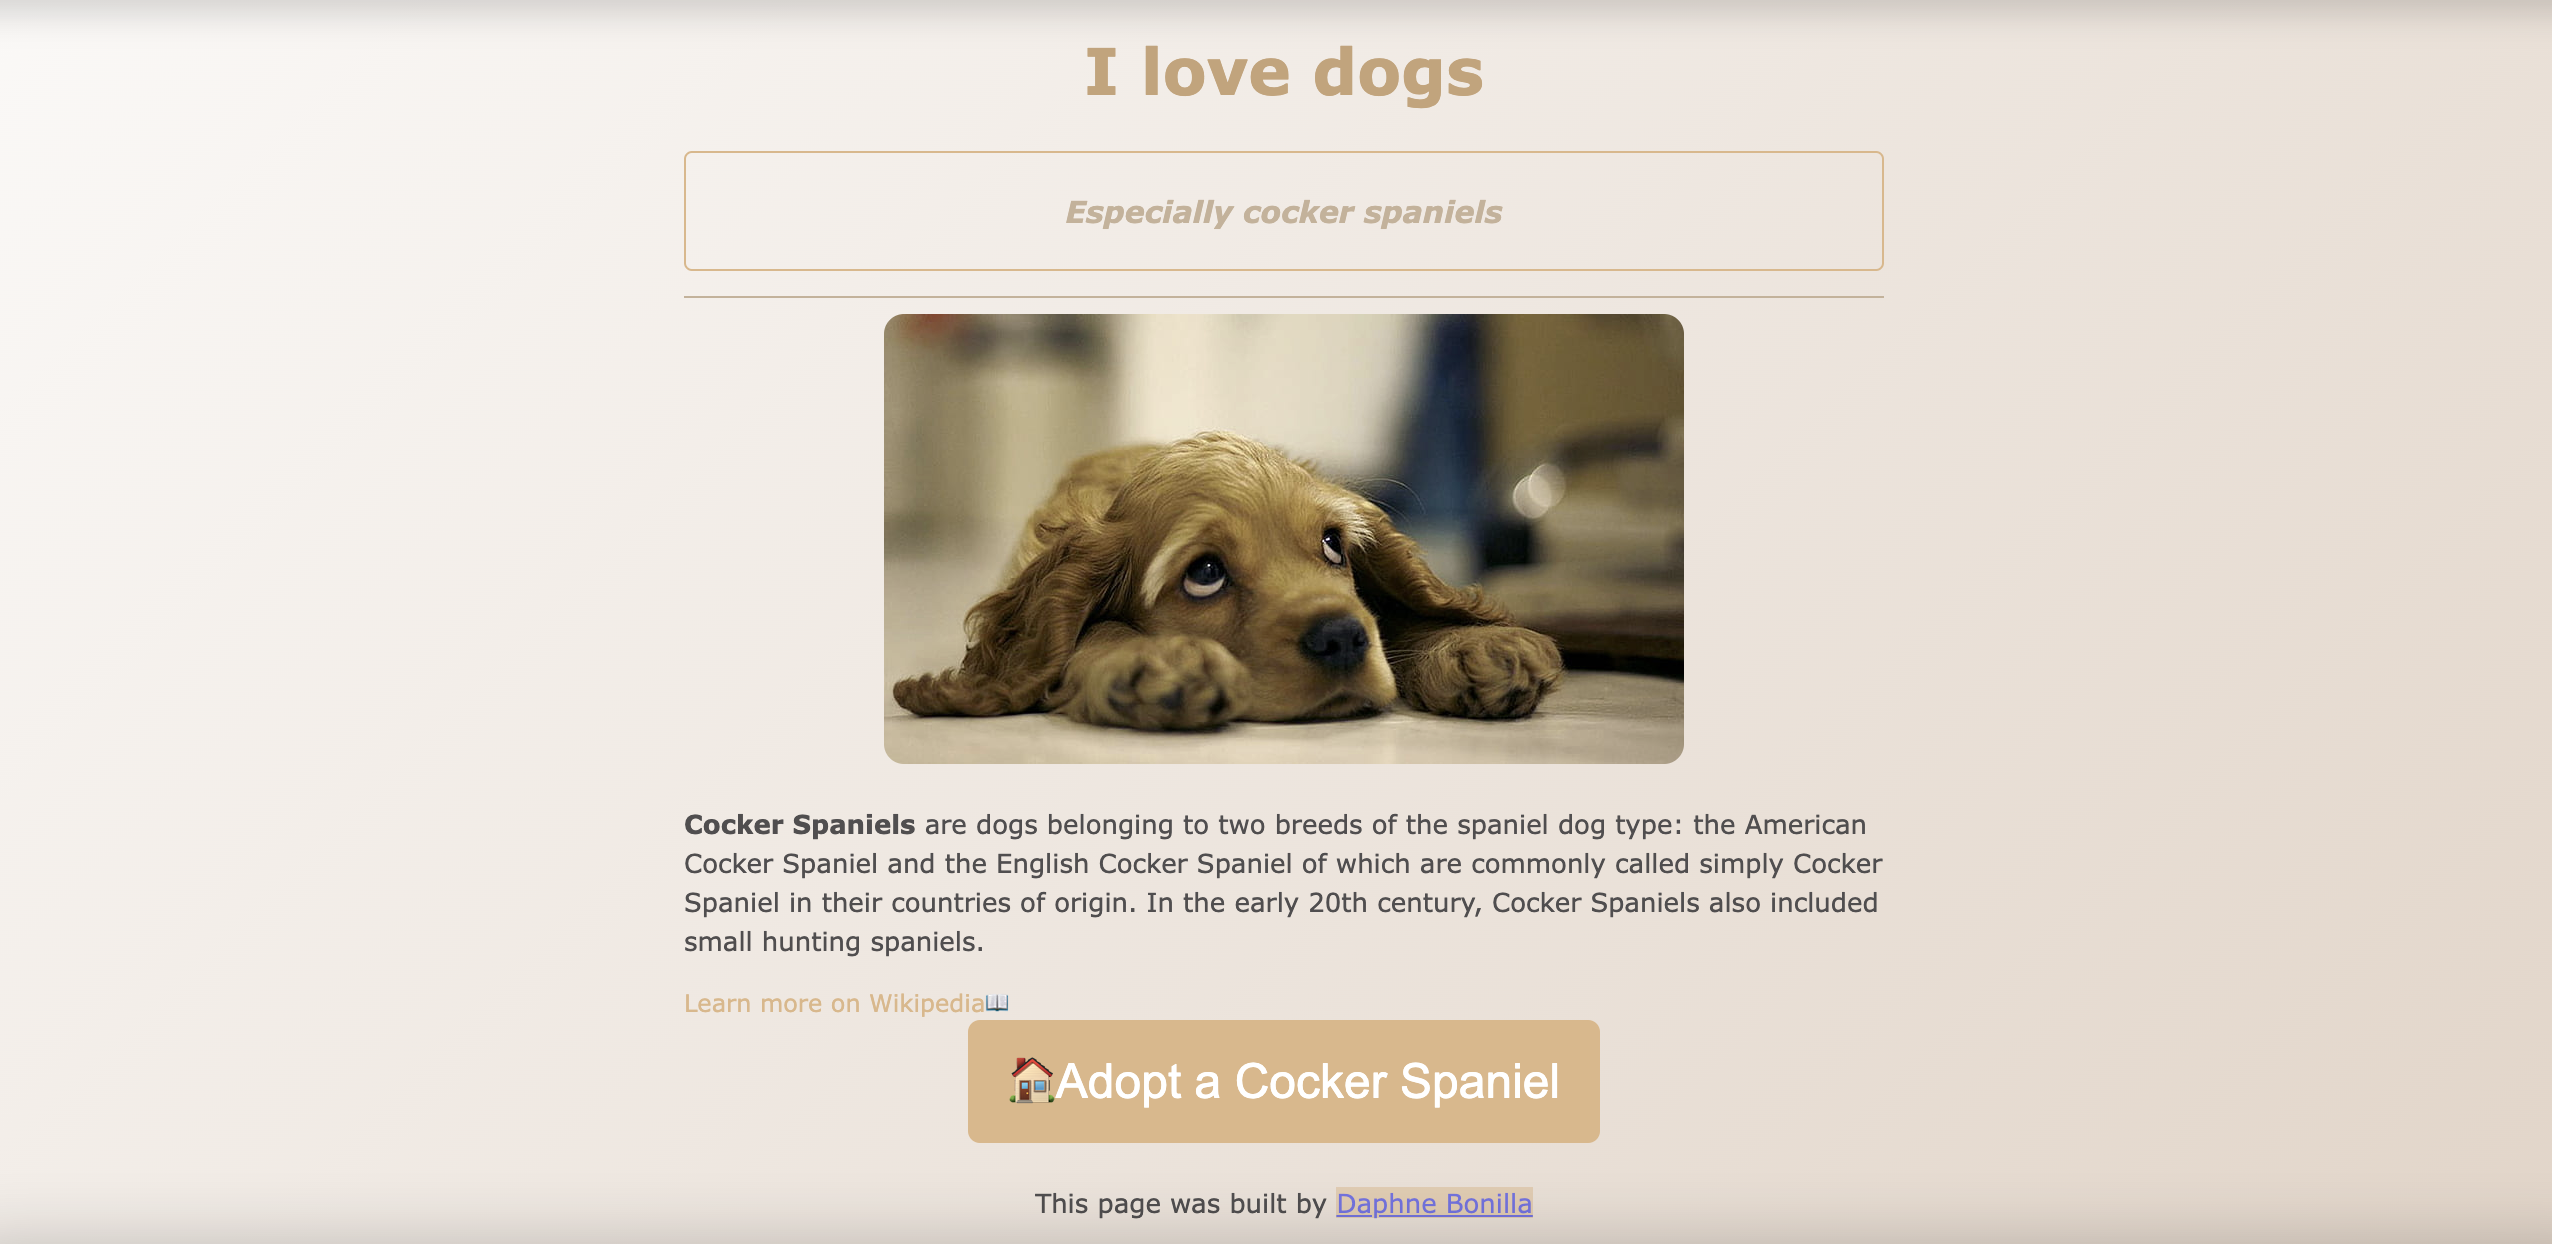 I love dogs
Especially cocker spaniels
Cocker Spaniels are dogs belonging to two breeds of the spaniel dog type: the American
Cocker Spaniel and the English Cocker Spaniel of which are commonly called simply Cocker
Spaniel in their countries of origin. In the early 20th century, Cocker Spaniels also included
small hunting spaniels.
Learn more on Wikipedia📖
🏠Adopt a Cocker Spaniel
This page was built by Daphne Bonilla